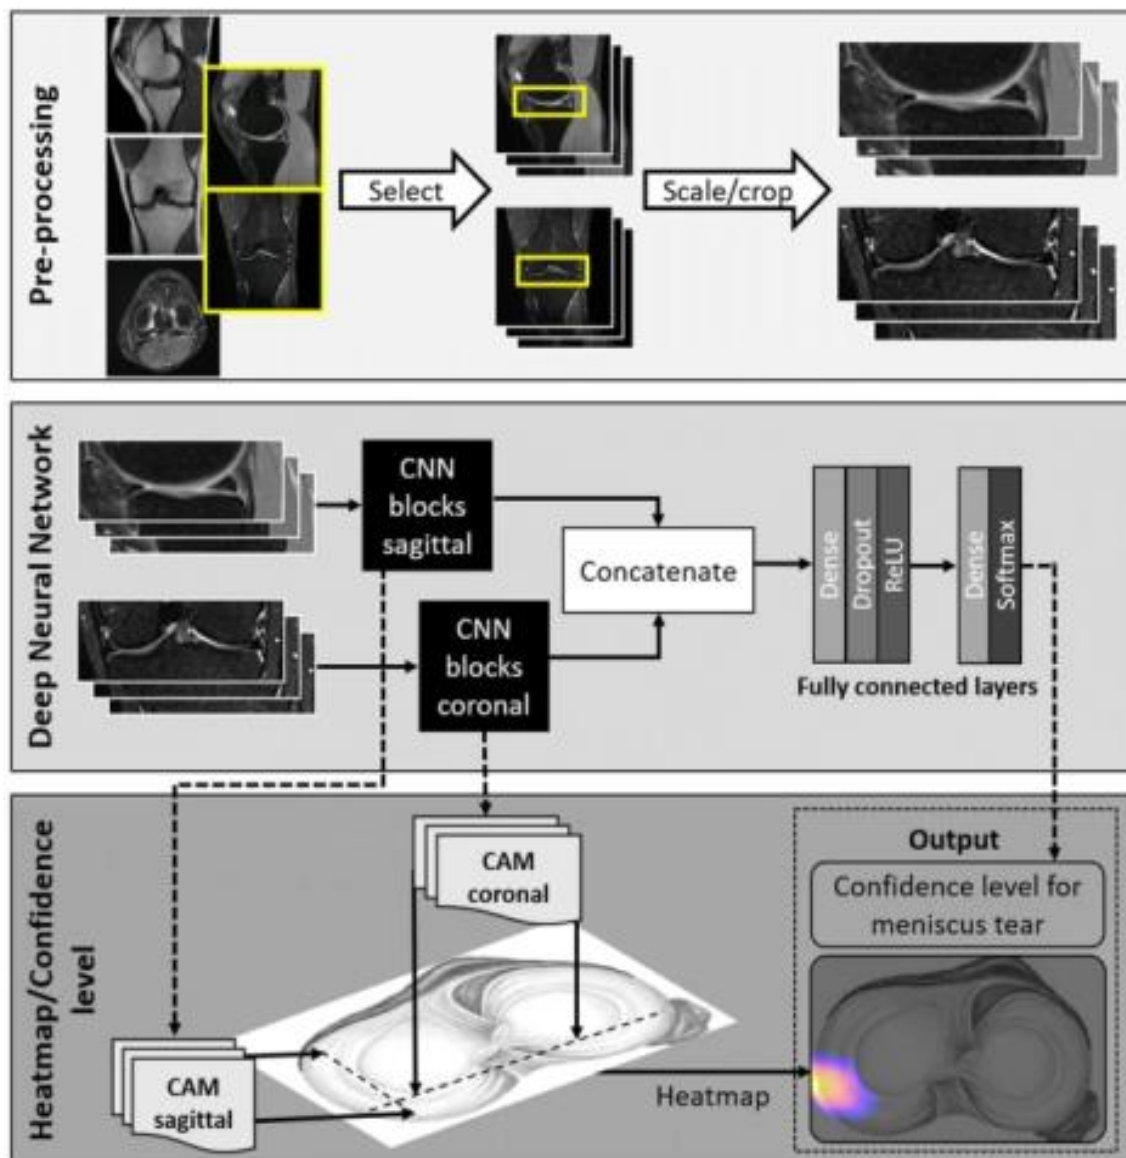 Pre-processing
Select
Scale/crop
Deep Neural Network
CNN
blocks
sagittal
CNN
blocks
coronal
Concatenate
Dense
Dropout
ReLU
Dense
Softmax
Fully connected layers
Heatmap/Confidence
level
CAM
coronal
CAM
sagittal
Heatmap
Output
Confidence level for
meniscus tear